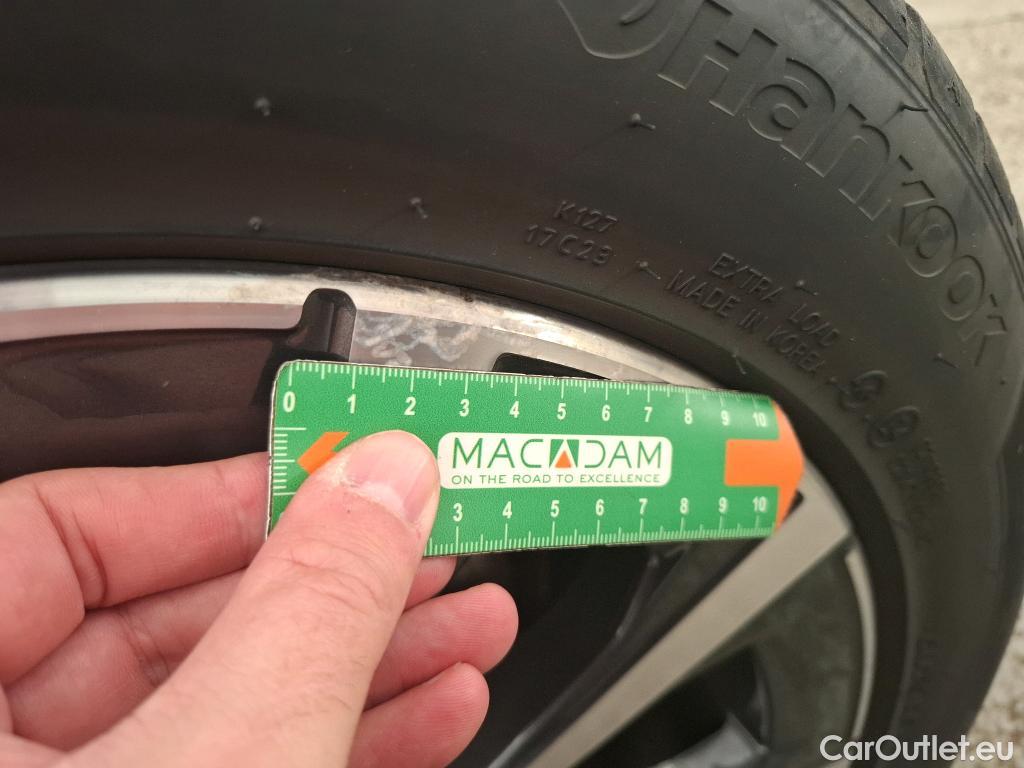 Hankook
K127
17C23
EXTRA LOAD
MADE IN KOREA
0 1 2 3 4 5 6 7 8 9 10
MACADAM
ON THE ROAD TO EXCELLENCE
3 4 5 6 7 8 9 10
CarOutlet.eu